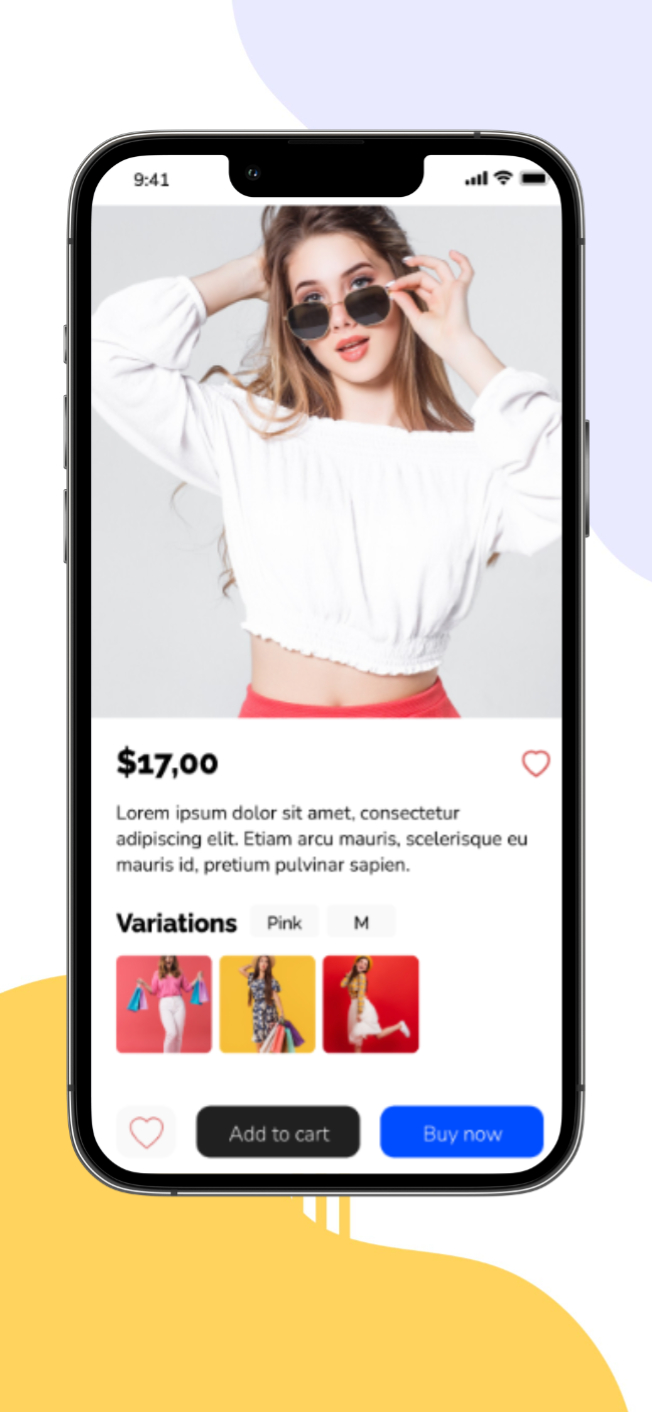 9:41
$17,00
Lorem ipsum dolor sit amet, consectetur
adipiscing elit. Etiam arcu mauris, scelerisque eu
mauris id, pretium pulvinar sapien.
Variations Pink M
Add to cart Buy now